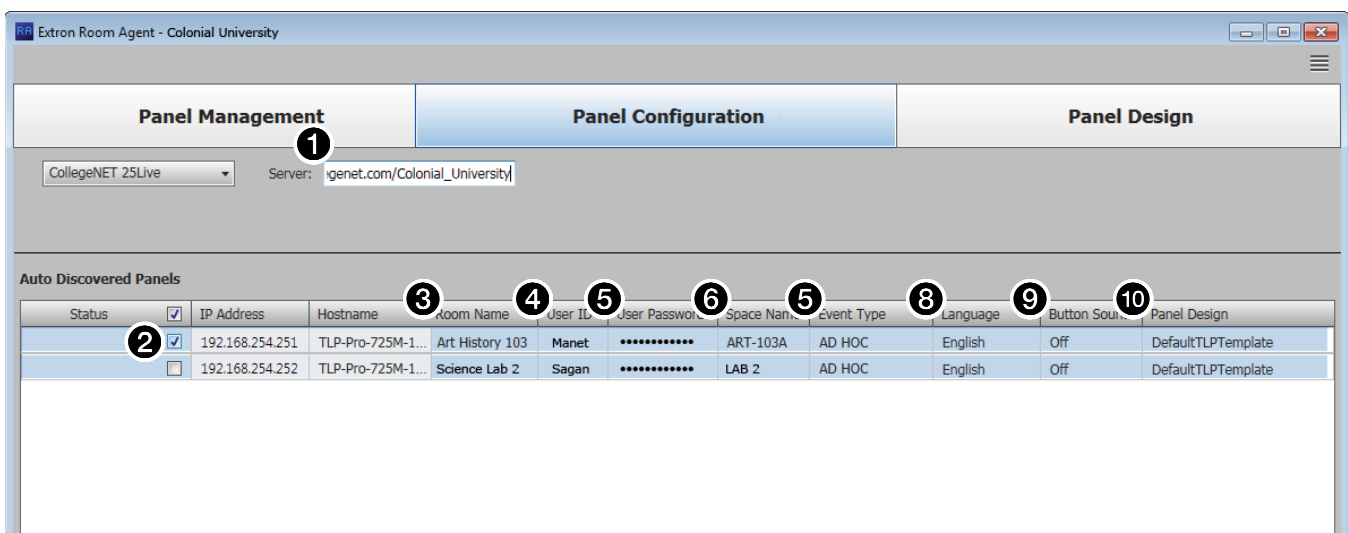 RA Extron Room Agent - Colonial University
Panel Management Panel Configuration Panel Design
1
CollegeNET 25Live Server: egenet.com/Colonial_University
Auto Discovered Panels
3 4 5 6 5 8 9 10
Status IP Address Hostname Room Name User ID User Password Space Name Event Type Language Button Sound Panel Design
2 192.168.254.251 TLP-Pro-725M-1... Art History 103 Manet •••••••••••• ART-103A AD HOC English Off DefaultTLPTemplate
192.168.254.252 TLP-Pro-725M-1... Science Lab 2 Sagan •••••••••••• LAB 2 AD HOC English Off DefaultTLPTemplate